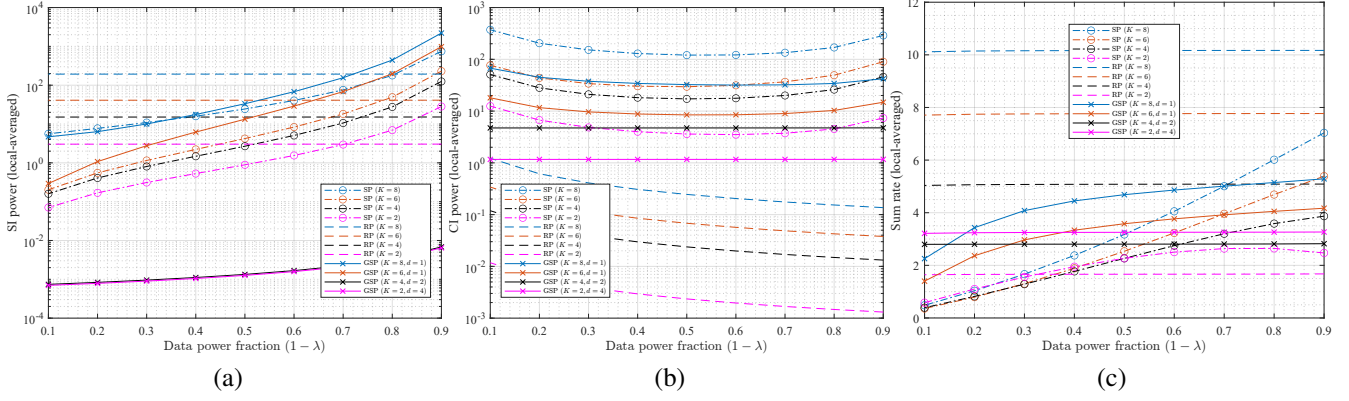 10^4
10^2
10^0
10^-2
10^-4
SI power (local-averaged)
SP (K = 8)
SP (K = 6)
SP (K = 4)
SP (K = 2)
RP (K = 8)
RP (K = 6)
RP (K = 4)
RP (K = 2)
GSP (K = 8, d = 1)
GSP (K = 6, d = 1)
GSP (K = 4, d = 2)
GSP (K = 2, d = 4)
0.1 0.2 0.3 0.4 0.5 0.6 0.7 0.8 0.9
Data power fraction (1 − λ)
(a)
10^3
10^2
10^1
10^0
10^-1
10^-2
10^-3
CI power (local-averaged)
SP (K = 8)
SP (K = 6)
SP (K = 4)
SP (K = 2)
RP (K = 8)
RP (K = 6)
RP (K = 4)
RP (K = 2)
GSP (K = 8, d = 1)
GSP (K = 6, d = 1)
GSP (K = 4, d = 2)
GSP (K = 2, d = 4)
0.1 0.2 0.3 0.4 0.5 0.6 0.7 0.8 0.9
Data power fraction (1 − λ)
(b)
12
10
8
6
4
2
0
Sum rate (local-averaged)
SP (K = 8)
SP (K = 6)
SP (K = 4)
SP (K = 2)
RP (K = 8)
RP (K = 6)
RP (K = 4)
RP (K = 2)
GSP (K = 8, d = 1)
GSP (K = 6, d = 1)
GSP (K = 4, d = 2)
GSP (K = 2, d = 4)
0.1 0.2 0.3 0.4 0.5 0.6 0.7 0.8 0.9
Data power fraction (1 − λ)
(c)